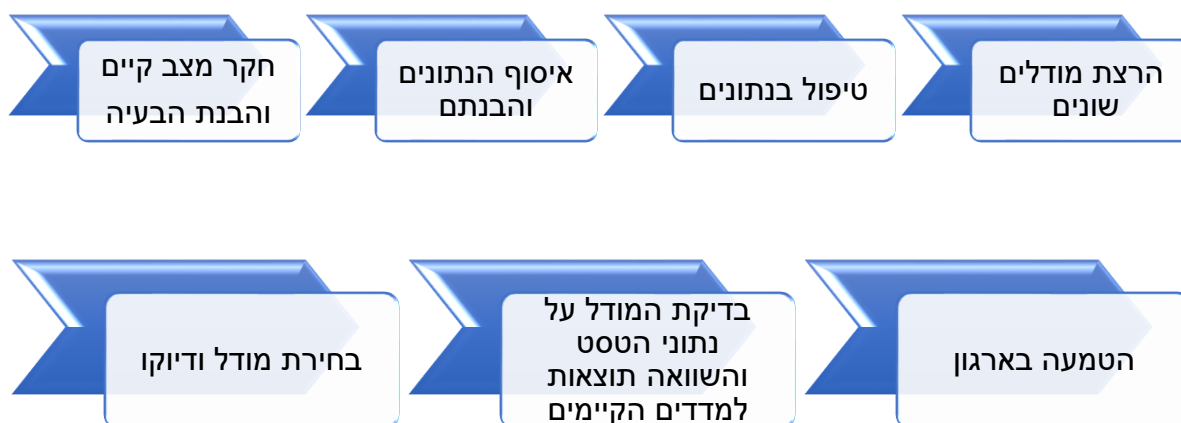 חקר מצב קיים
והבנת הבעיה
איסוף הנתונים
והבנתם
טיפול בנתונים
הרצת מודלים
שונים
בחירת מודל ודיוקו
בדיקת המודל על
נתוני הטסט
והשוואה תוצאות
למדדים הקיימים
הטמעה בארגון